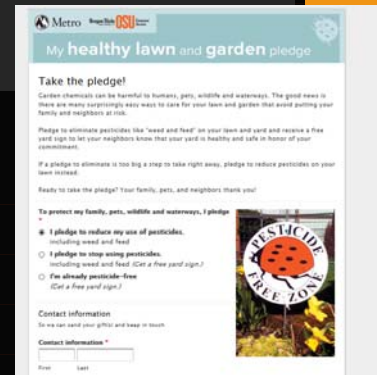 Metro Oregon State OSU Extension Service
My healthy lawn and garden pledge
Take the pledge!
Garden chemicals can be harmful to humans, pets, wildlife and waterways. The good news is
there are many surprisingly easy ways to care for your lawn and garden that avoid putting your
family and neighbors at risk.
Pledge to eliminate pesticides like "weed and feed" on your lawn and yard and receive a free
yard sign to let your neighbors know that your yard is healthy and safe in honor of your
commitment.
If a pledge to eliminate is too big a step to take right away, pledge to reduce pesticides on your
lawn instead.
Ready to take the pledge? Your family, pets, and neighbors thank you!
To protect my family, pets, wildlife and waterways, I pledge
*
I pledge to reduce my use of pesticides.
including weed and feed
I pledge to stop using pesticides.
including weed and feed (Get a free yard sign.)
I'm already pesticide-free
(Get a free yard sign.)
PESTICIDE
FREE ZONE
Contact information
So we can send your gift(s) and keep in touch
Contact information *
First Last